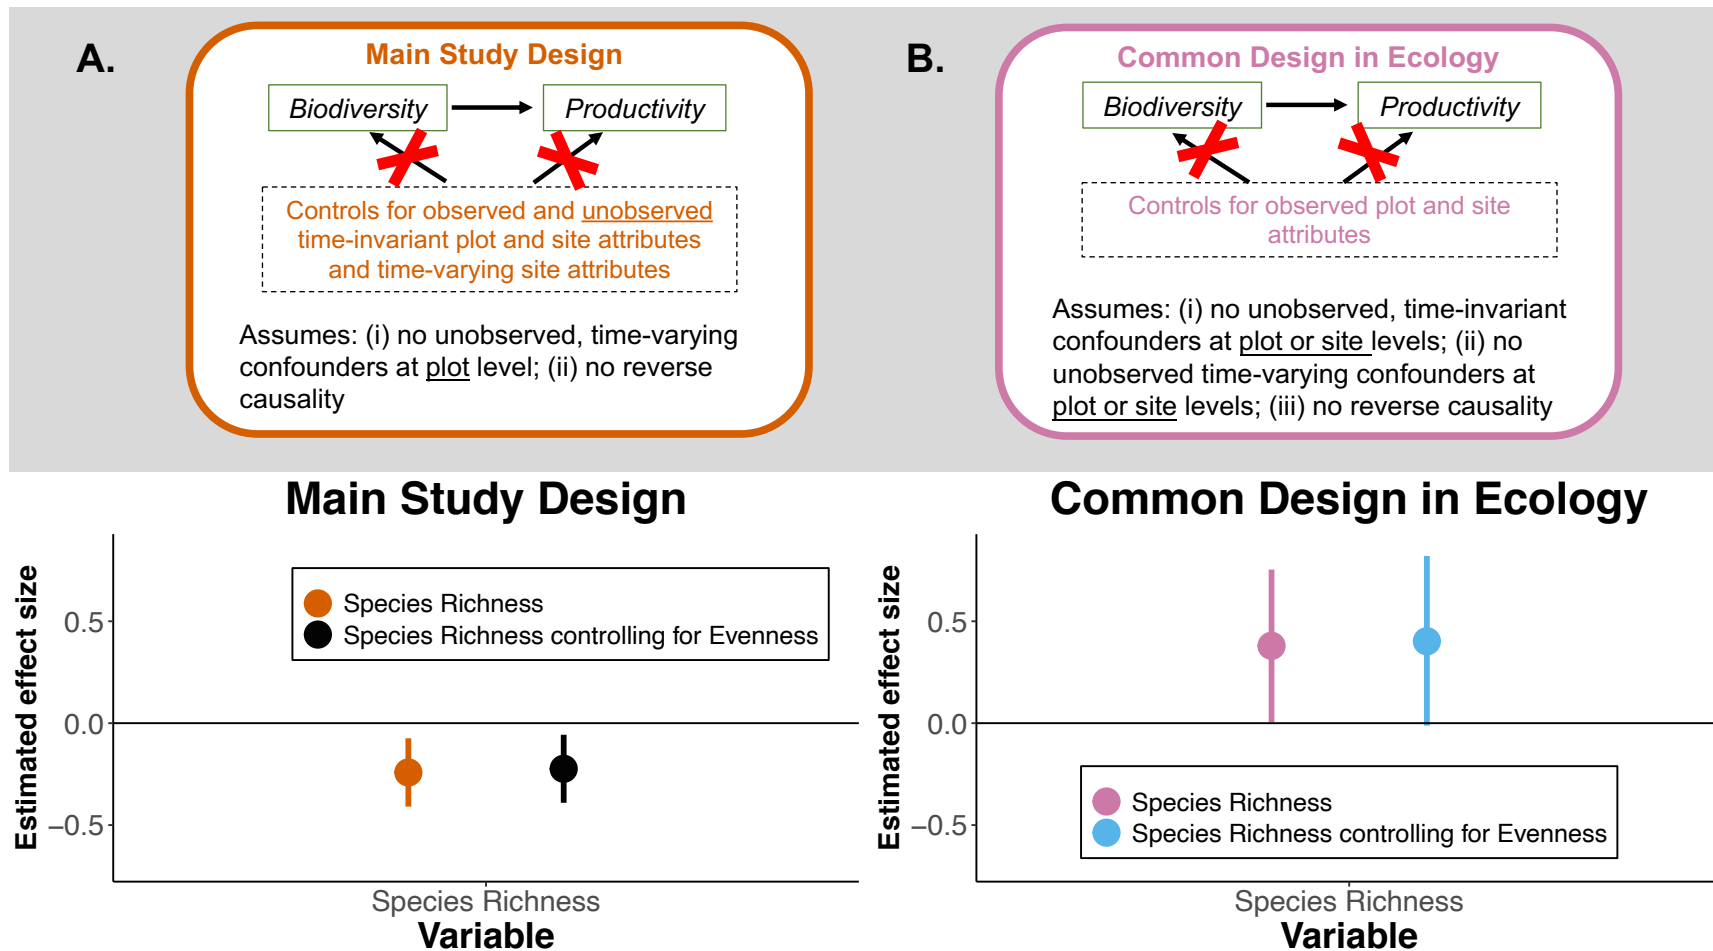 A.
Main Study Design
Biodiversity
Productivity
Controls for observed and unobserved
time-invariant plot and site attributes
and time-varying site attributes
Assumes: (i) no unobserved, time-varying
confounders at plot level; (ii) no reverse
causality
B.
Common Design in Ecology
Biodiversity
Productivity
Controls for observed plot and site
attributes
Assumes: (i) no unobserved, time-invariant
confounders at plot or site levels; (ii) no
unobserved time-varying confounders at
plot or site levels; (iii) no reverse causality
Main Study Design
Estimated effect size
0.5
0.0
−0.5
Species Richness
Species Richness controlling for Evenness
Species Richness
Variable
Common Design in Ecology
Estimated effect size
0.5
0.0
−0.5
Species Richness
Species Richness controlling for Evenness
Species Richness
Variable